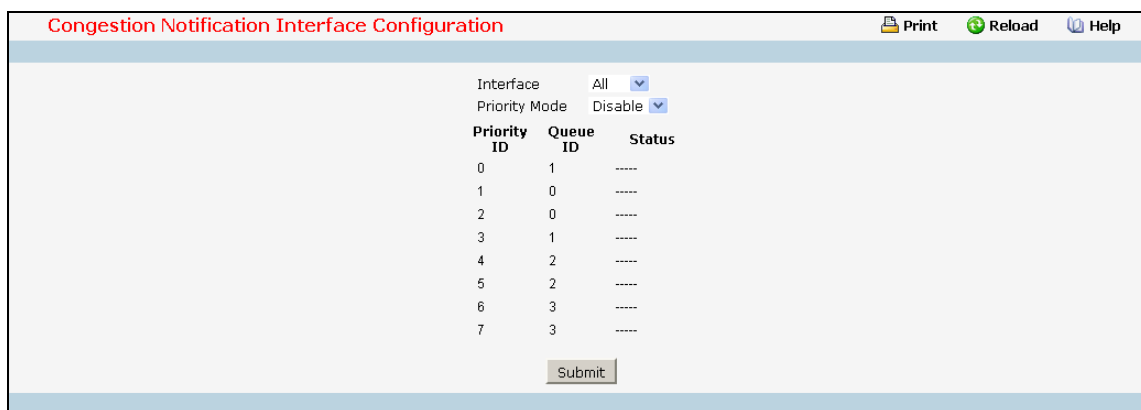 Congestion Notification Interface Configuration Print Reload Help
Interface All
Priority Mode Disable
Priority ID Queue ID Status
0 1 -----
1 0 -----
2 0 -----
3 1 -----
4 2 -----
5 2 -----
6 3 -----
7 3 -----
Submit